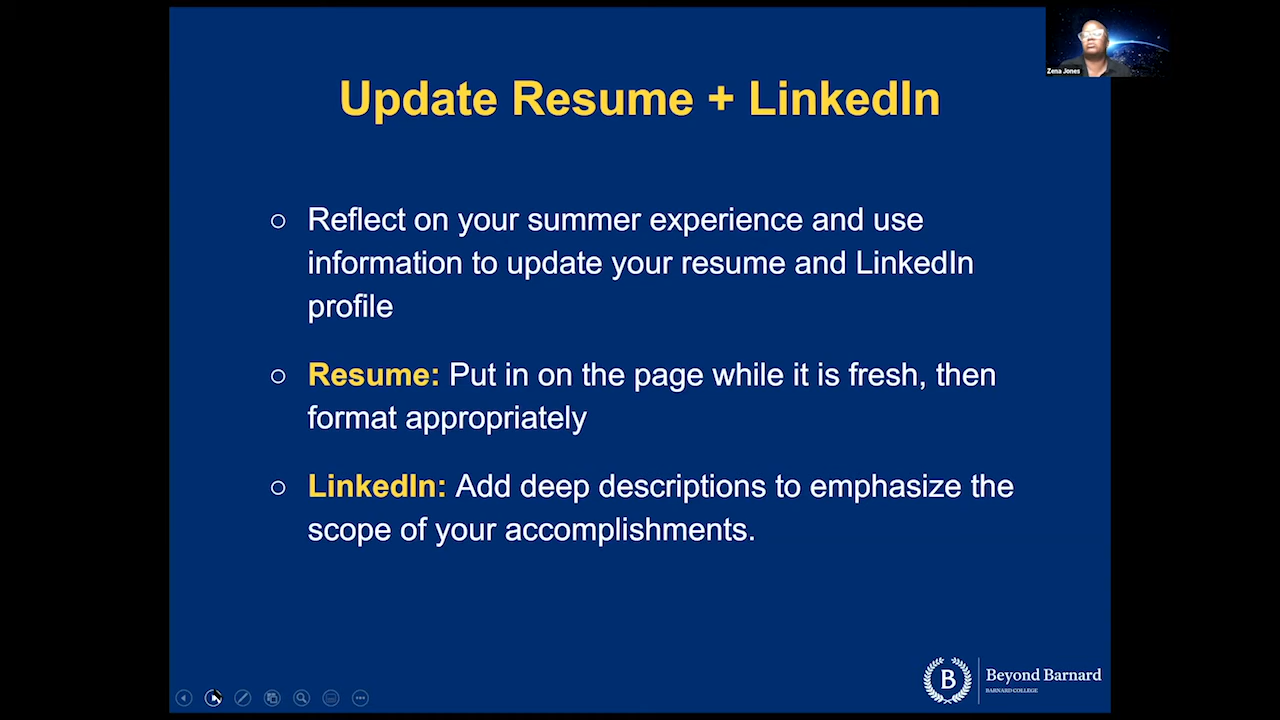 Zena Jones
Update Resume + LinkedIn
○ Reflect on your summer experience and use
information to update your resume and LinkedIn
profile
○ Resume: Put in on the page while it is fresh, then
format appropriately
○ LinkedIn: Add deep descriptions to emphasize the
scope of your accomplishments.
B
Beyond Barnard
BARNARD COLLEGE